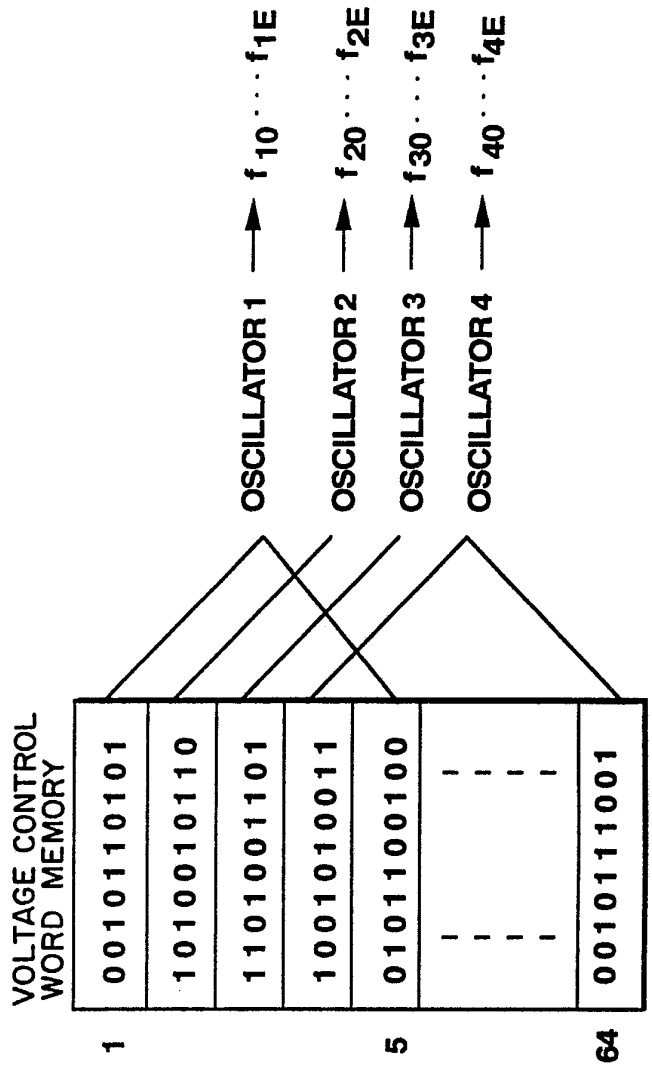 VOLTAGE CONTROL
WORD MEMORY
1 0010110101
1010010110
1101001101
1001010011
5 0101100100
- - - - - - - -
64 0010111001
OSCILLATOR 1 → f10 . . . f1E
OSCILLATOR 2 → f20 . . . f2E
OSCILLATOR 3 → f30 . . . f3E
OSCILLATOR 4 → f40 . . . f4E